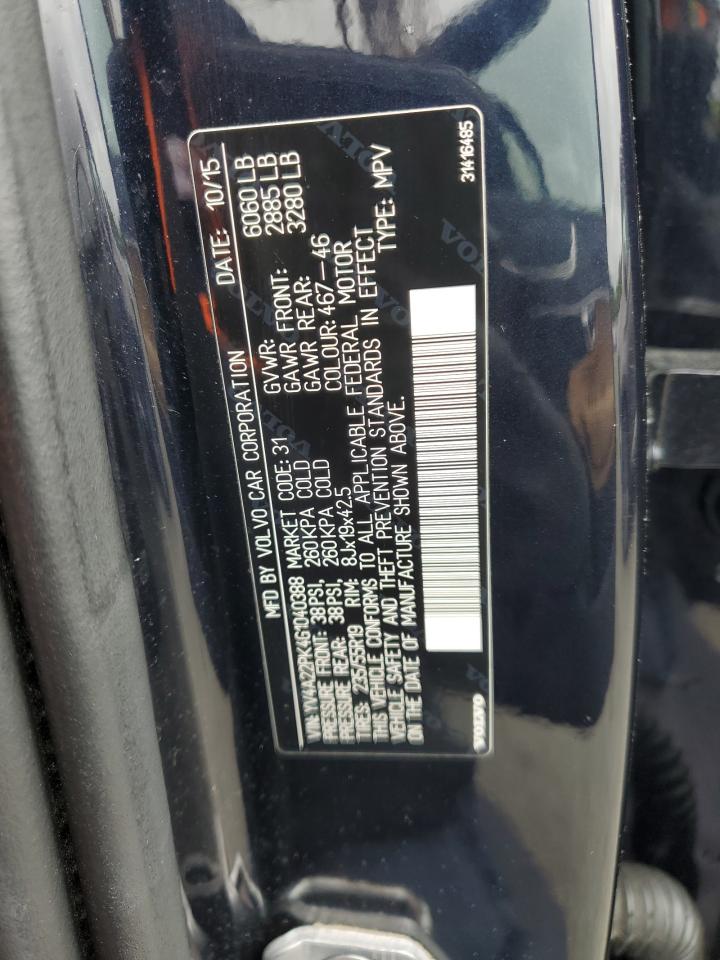 MFD BY VOLVO CAR CORPORATION DATE: 10/15
VIN: YV4A22PK4G1040388 MARKET CODE: 31 GVWR: 6060 LB
PRESSURE FRONT: 38PSI, 260KPA COLD GAWR FRONT: 2885 LB
PRESSURE REAR: 38PSI, 260KPA COLD GAWR REAR: 3280 LB
TIRES: 235/55R19 RIM: 8Jx19x42.5 COLOUR: 467-46
THIS VEHICLE CONFORMS TO ALL APPLICABLE FEDERAL MOTOR
VEHICLE SAFETY AND THEFT PREVENTION STANDARDS IN EFFECT
ON THE DATE OF MANUFACTURE SHOWN ABOVE. TYPE: MPV
VOLVO 31416485